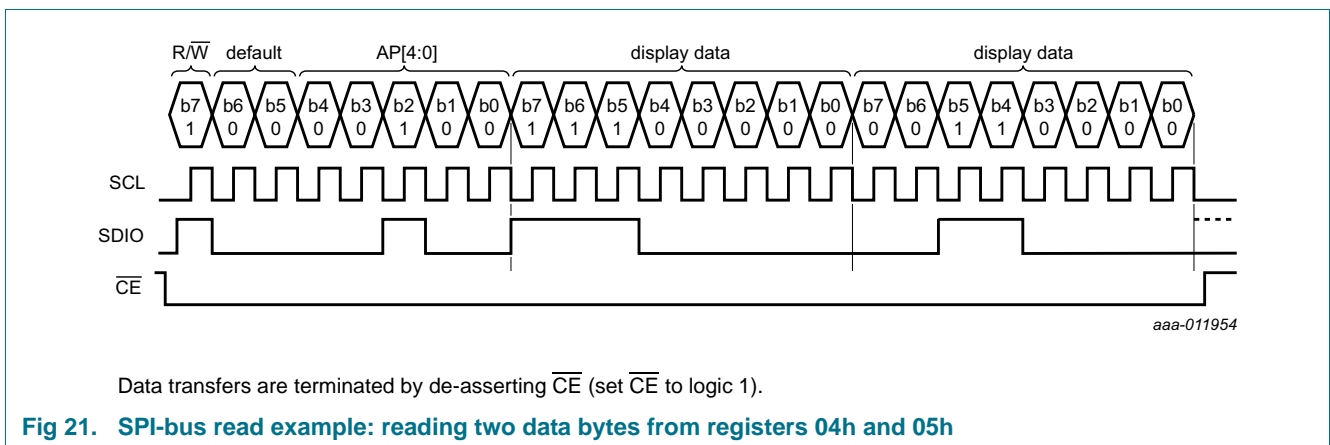 R/W̅ default AP[4:0] display data display data
b7 b6 b5 b4 b3 b2 b1 b0 b7 b6 b5 b4 b3 b2 b1 b0 b7 b6 b5 b4 b3 b2 b1 b0
1 0 0 0 0 1 0 0 1 1 1 0 0 0 0 0 0 0 1 1 0 0 0 0
SCL
SDIO
C̅E̅
aaa-011954
Data transfers are terminated by de-asserting C̅E̅ (set C̅E̅ to logic 1).
Fig 21. SPI-bus read example: reading two data bytes from registers 04h and 05h